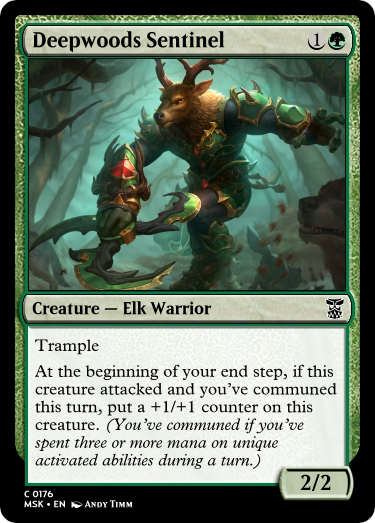 Deepwoods Sentinel 1
Creature — Elk Warrior
Trample
At the beginning of your end step, if this
creature attacked and you’ve communed
this turn, put a +1/+1 counter on this
creature. (You’ve communed if you’ve
spent three or more mana on unique
activated abilities during a turn.)
2/2
C 0176
MSK • EN Andy Timm